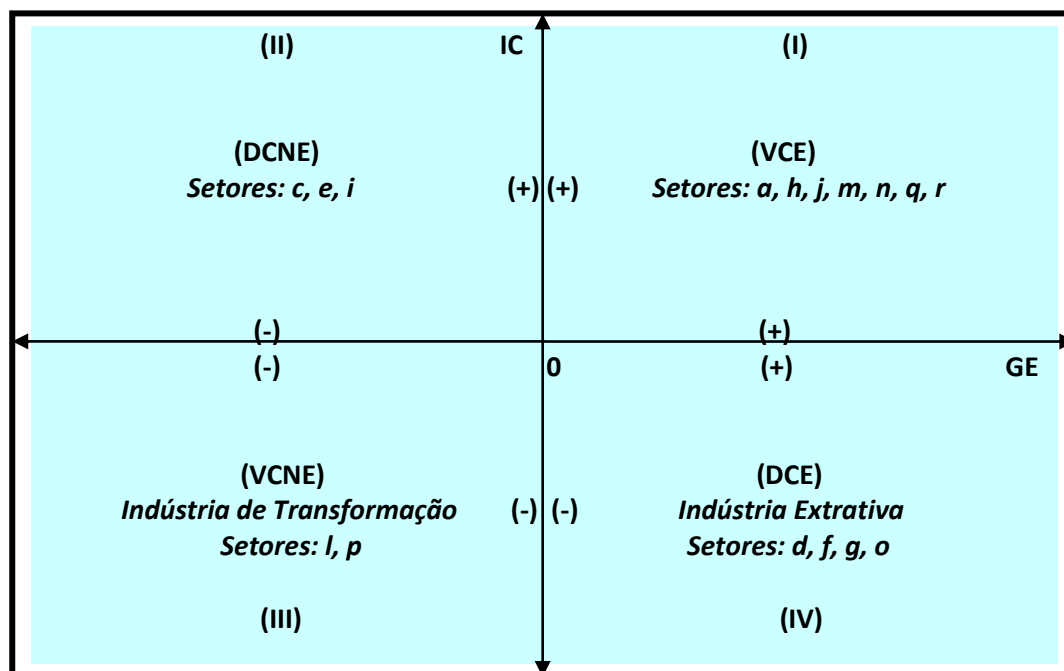 (II) IC (I)
(DCNE) (VCE)
Setores: c, e, i (+) (+) Setores: a, h, j, m, n, q, r
(-) (+)
(-) 0 (+) GE
(VCNE) (DCE)
Indústria de Transformação (-) (-) Indústria Extrativa
Setores: l, p Setores: d, f, g, o
(III) (IV)